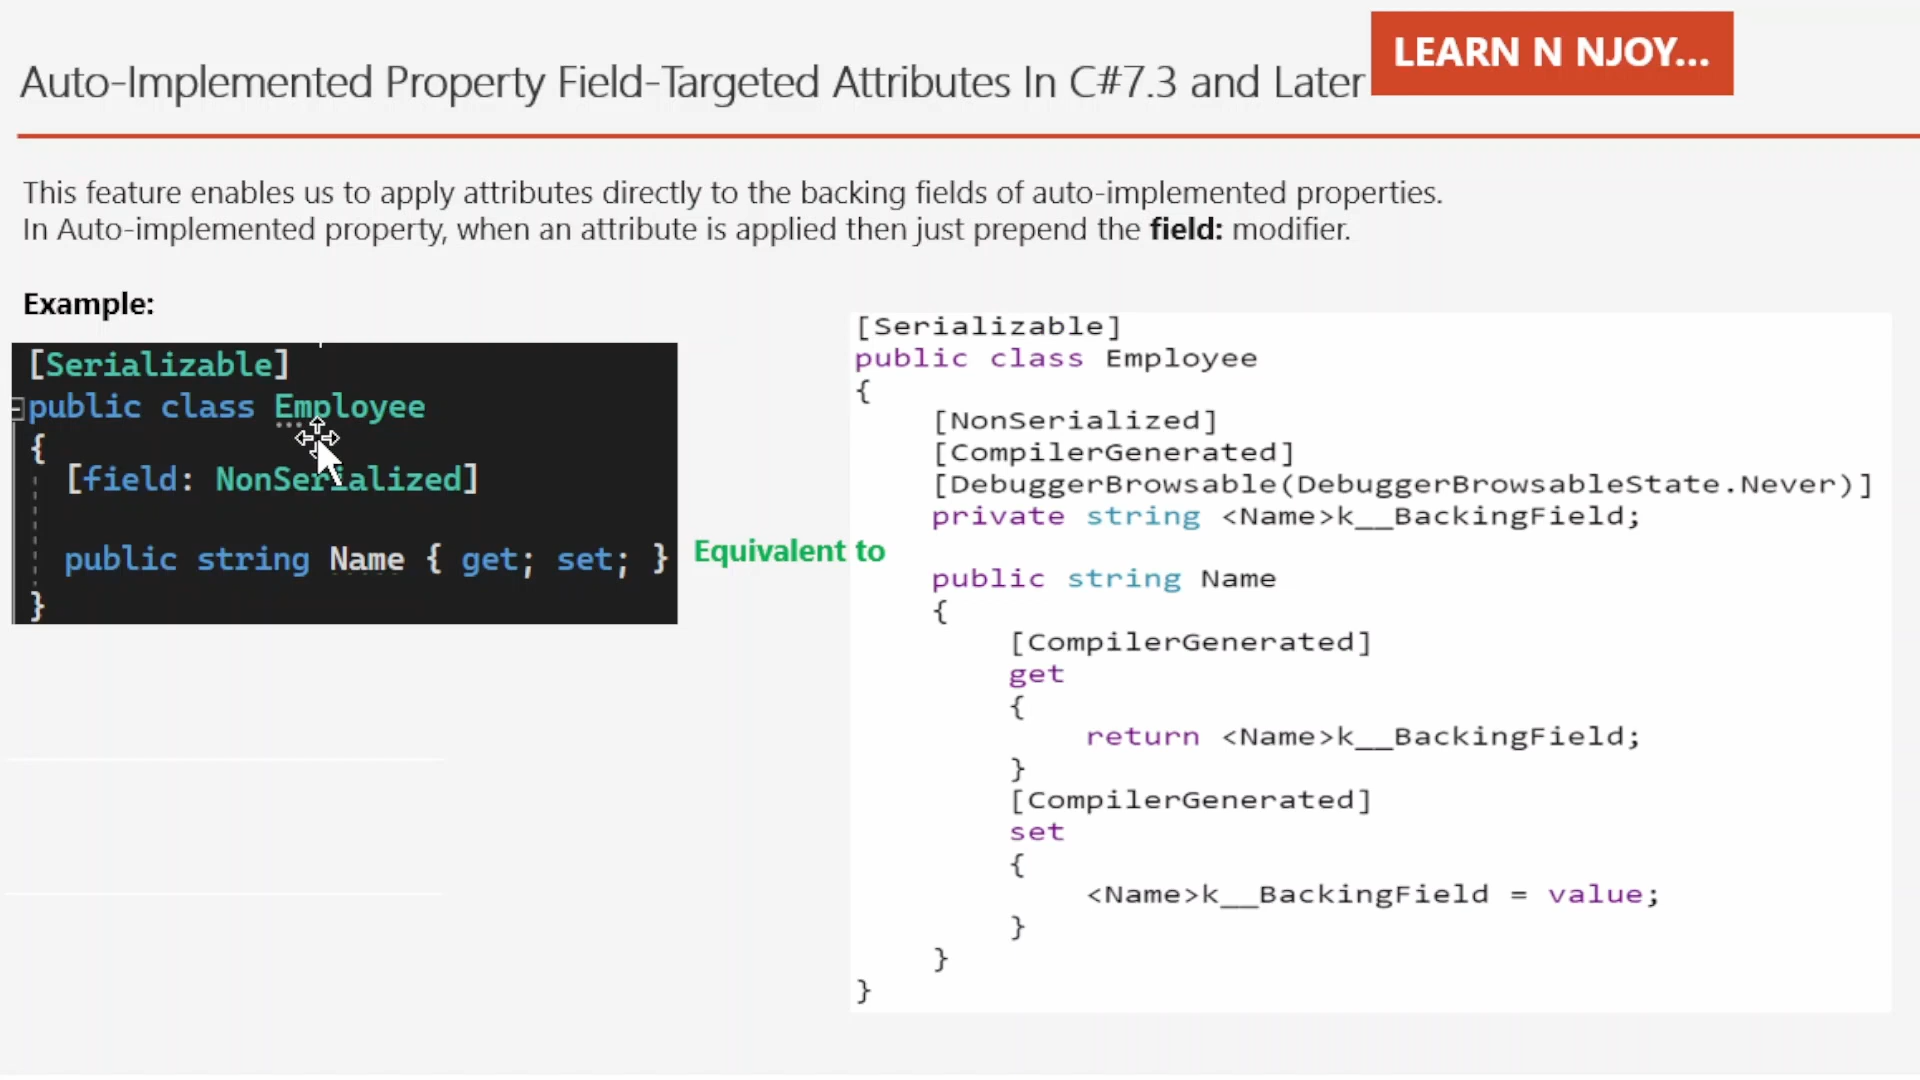 LEARN N NJOY...
Auto-Implemented Property Field-Targeted Attributes In C#7.3 and Later
This feature enables us to apply attributes directly to the backing fields of auto-implemented properties.
In Auto-implemented property, when an attribute is applied then just prepend the field: modifier.
Example:
[Serializable]
public class Employee
{
[field: NonSerialized]
public string Name { get; set; }
}
Equivalent to
[Serializable]
public class Employee
{
[NonSerialized]
[CompilerGenerated]
[DebuggerBrowsable(DebuggerBrowsableState.Never)]
private string <Name>k__BackingField;
public string Name
{
[CompilerGenerated]
get
{
return <Name>k__BackingField;
}
[CompilerGenerated]
set
{
<Name>k__BackingField = value;
}
}
}